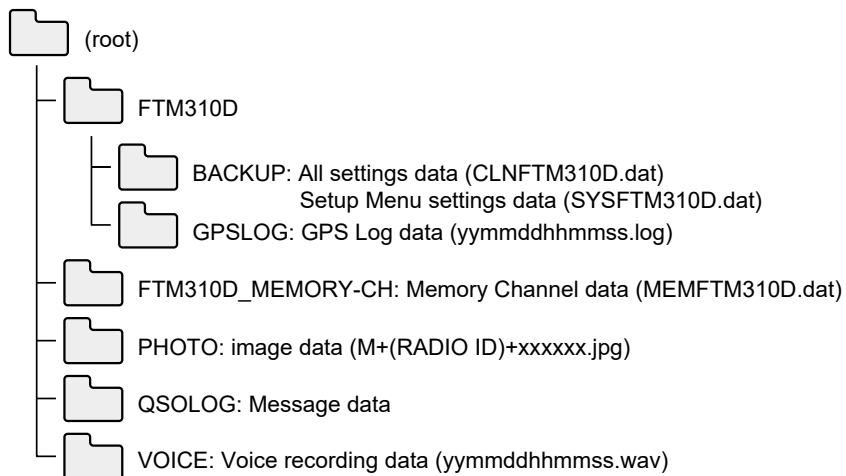 (root)
FTM310D
BACKUP: All settings data (CLNFTM310D.dat)
Setup Menu settings data (SYSFTM310D.dat)
GPSLOG: GPS Log data (yymmddhhmmss.log)
FTM310D_MEMORY-CH: Memory Channel data (MEMFTM310D.dat)
PHOTO: image data (M+(RADIO ID)+xxxxxx.jpg)
QSOLOG: Message data
VOICE: Voice recording data (yymmddhhmmss.wav)